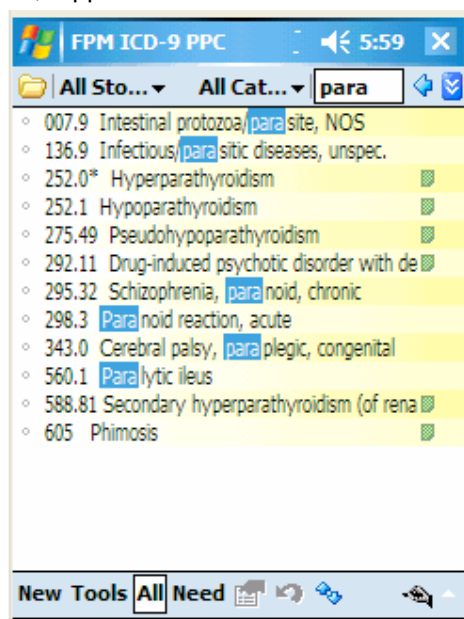 FPM ICD-9 PPC 5:59
All Sto... All Cat... para
007.9 Intestinal protozoa/parasite, NOS
136.9 Infectious/parasitic diseases, unspec.
252.0* Hyperparathyroidism
252.1 Hypoparathyroidism
275.49 Pseudohypoparathyroidism
292.11 Drug-induced psychotic disorder with de
295.32 Schizophrenia, paranoid, chronic
298.3 Paranoid reaction, acute
343.0 Cerebral palsy, paraplegic, congenital
560.1 Paralytic ileus
588.81 Secondary hyperparathyroidism (of rena
605 Phimosis
New Tools All Need